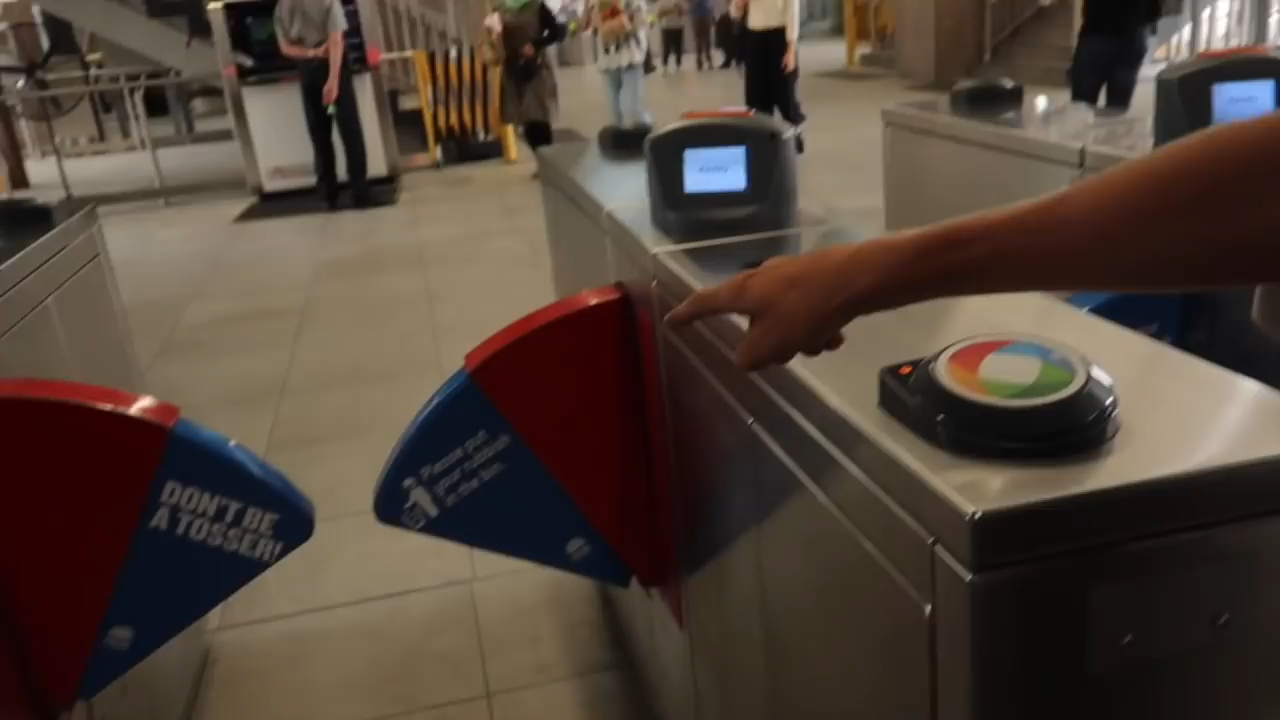 DON'T BE
A TOSSER!
Please put
your rubbish
in the bin.